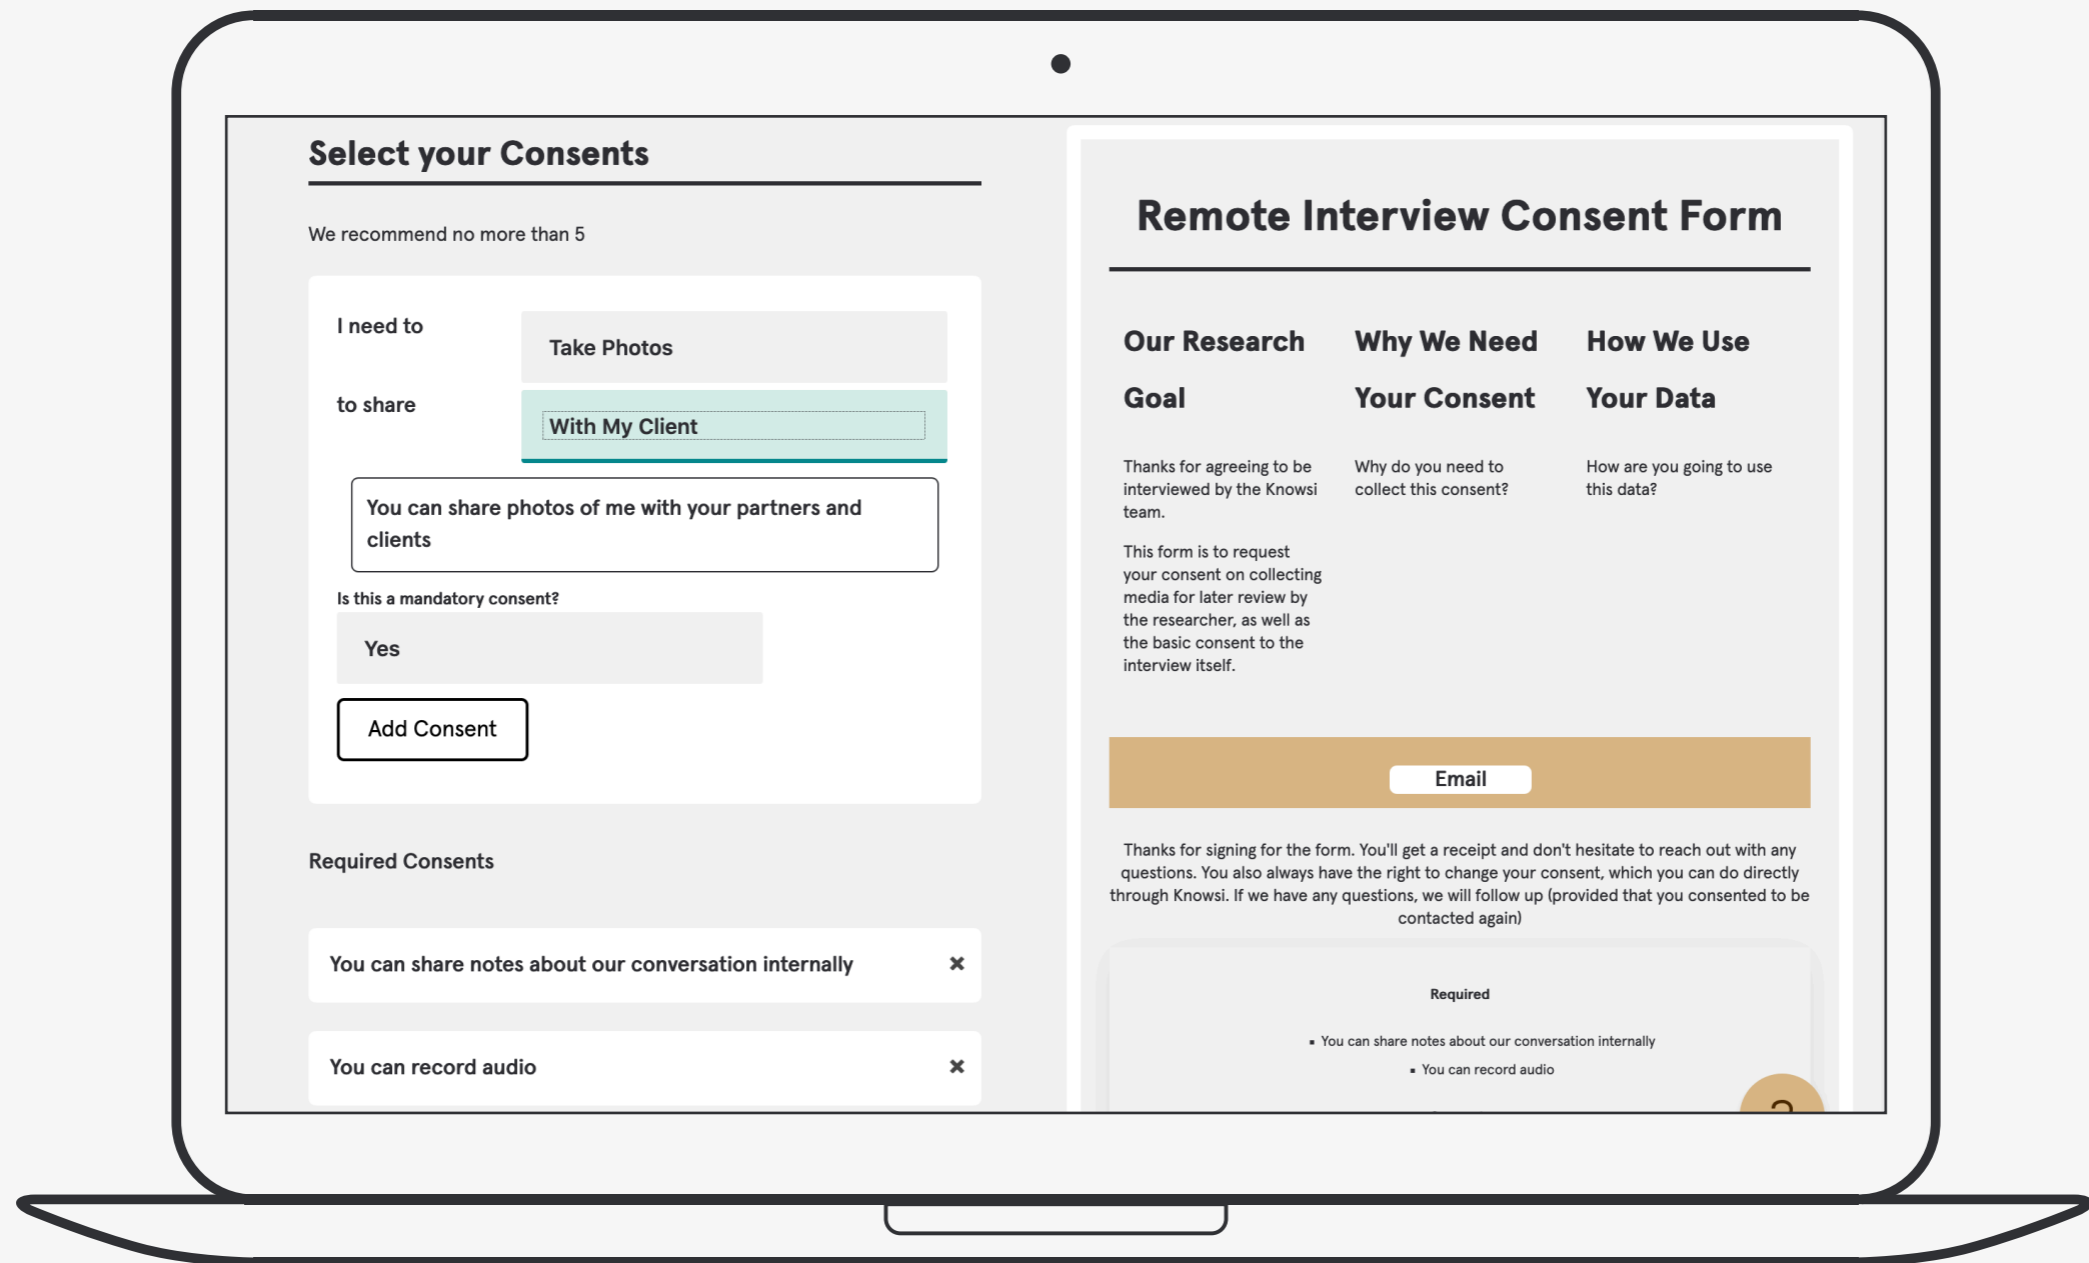 Select your Consents
We recommend no more than 5
I need to
Take Photos
to share
With My Client
You can share photos of me with your partners and
clients
Is this a mandatory consent?
Yes
Add Consent
Required Consents
You can share notes about our conversation internally
You can record audio
Remote Interview Consent Form
Our Research
Goal
Thanks for agreeing to be
interviewed by the Knowsi
team.
This form is to request
your consent on collecting
media for later review by
the researcher, as well as
the basic consent to the
interview itself.
Why We Need
Your Consent
Why do you need to
collect this consent?
How We Use
Your Data
How are you going to use
this data?
Email
Thanks for signing for the form. You'll get a receipt and don't hesitate to reach out with any
questions. You also always have the right to change your consent, which you can do directly
through Knowsi. If we have any questions, we will follow up (provided that you consented to be
contacted again)
Required
▪ You can share notes about our conversation internally
▪ You can record audio